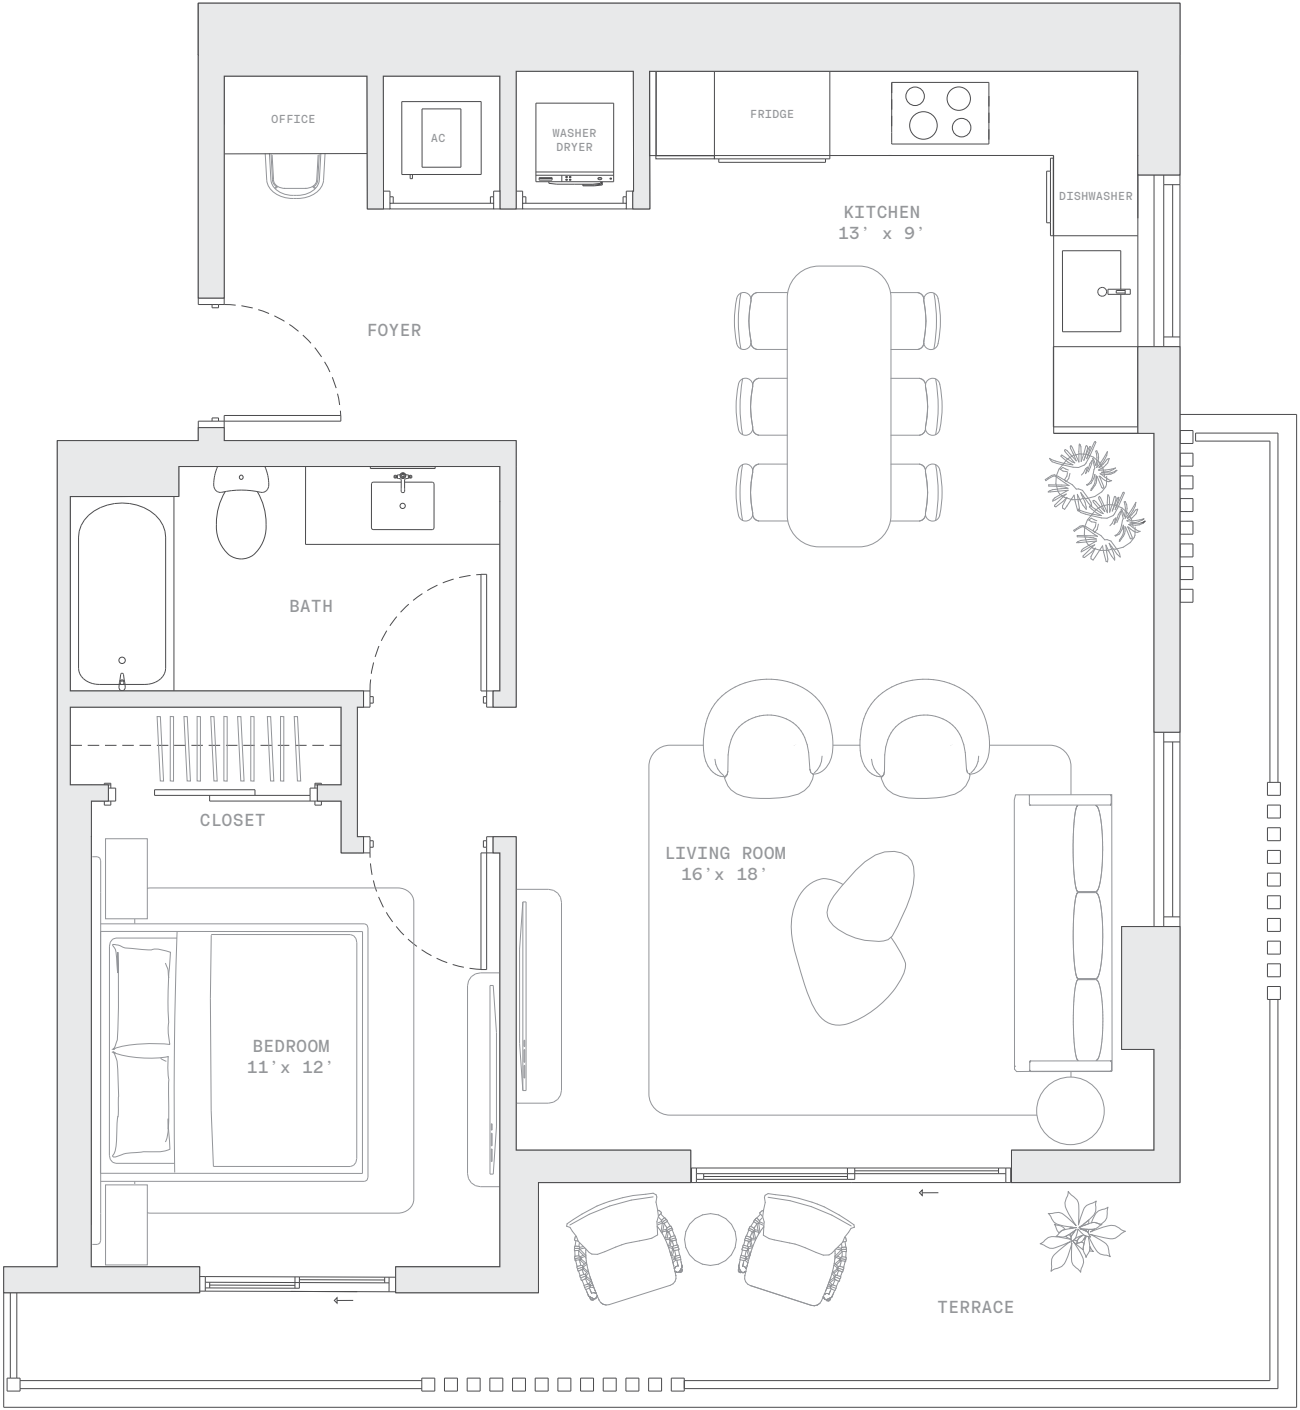 OFFICE
AC
WASHER
DRYER
FRIDGE
DISHWASHER
KITCHEN
13' x 9'
FOYER
BATH
CLOSET
LIVING ROOM
16'x 18'
BEDROOM
11'x 12'
TERRACE